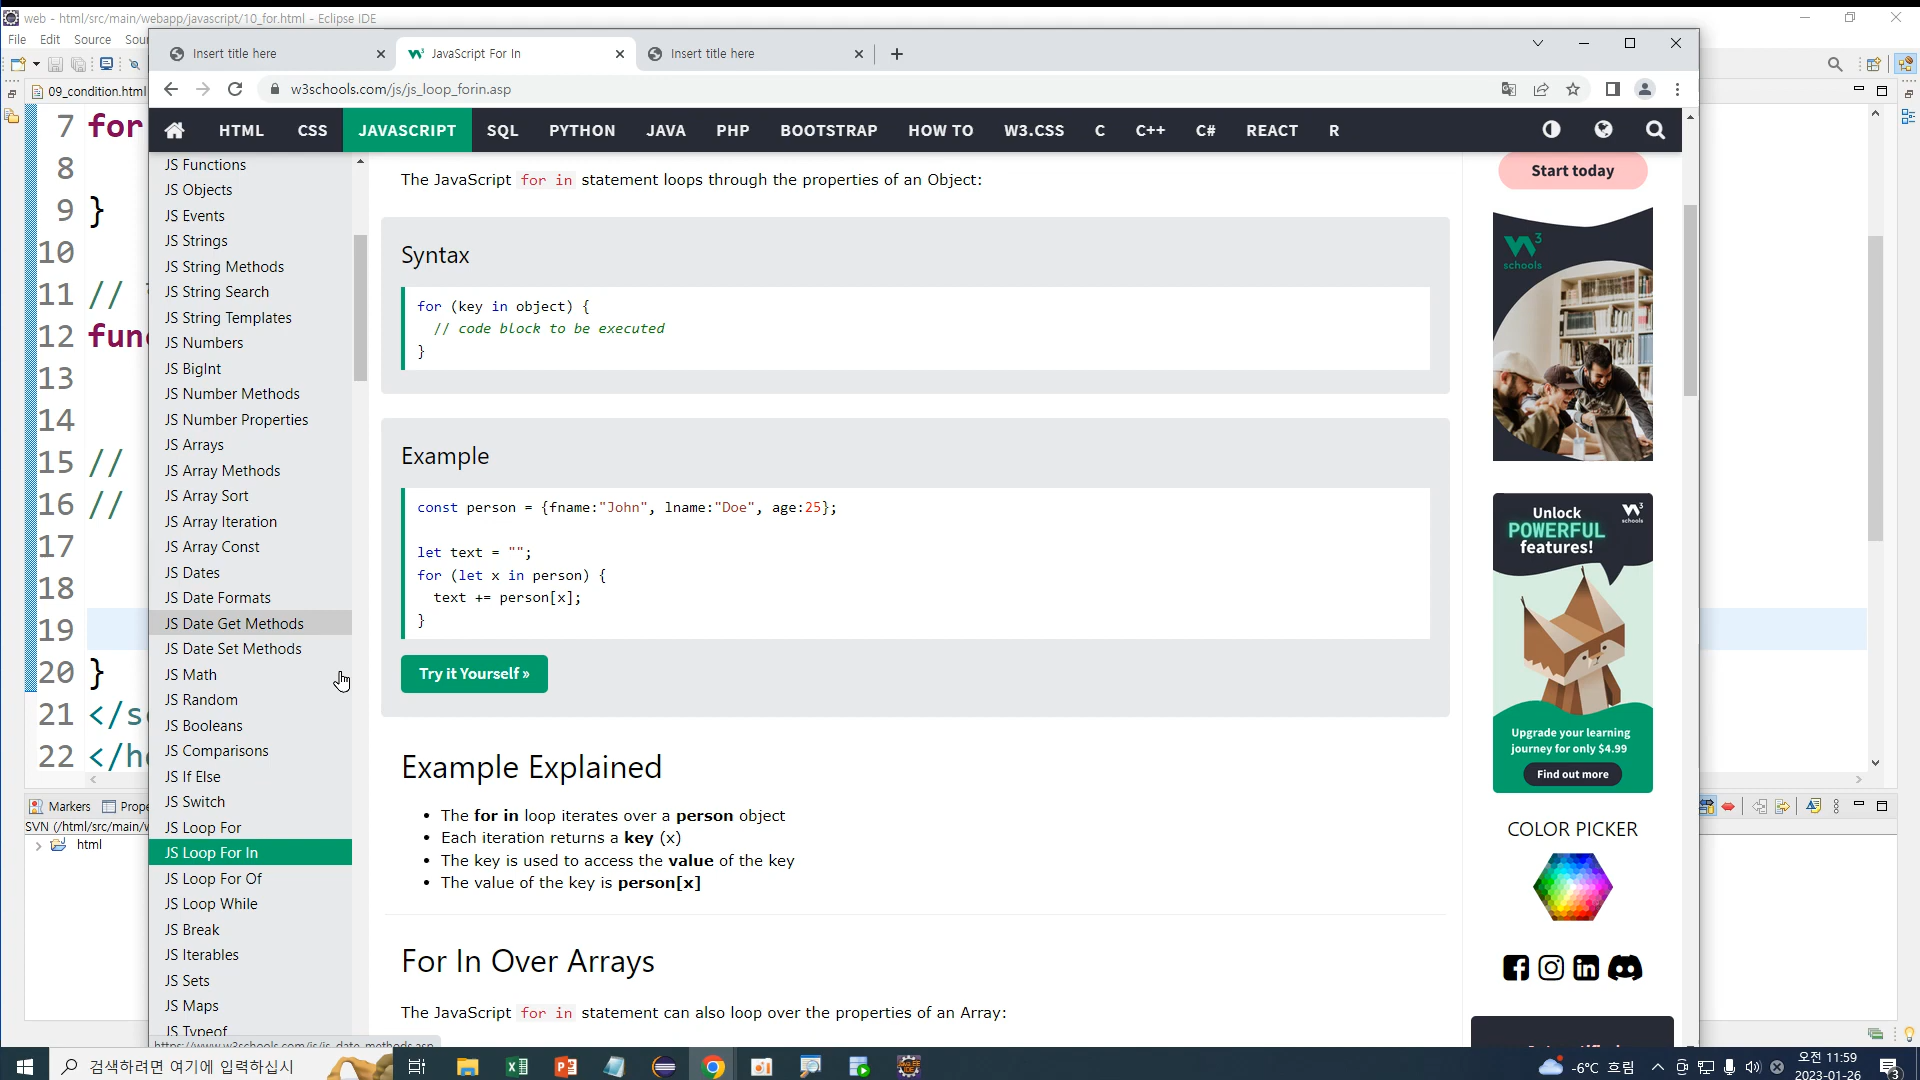 web - html/src/main/webapp/javascript/10_for.html - Eclipse IDE
File Edit Source
Insert title here
JavaScript For In
Insert title here
w3schools.com/js/js_loop_forin.asp
09_condition.html
HTML CSS JAVASCRIPT SQL PYTHON JAVA PHP BOOTSTRAP HOW TO W3.CSS C C++ C# REACT R
7 for
8
9 }
10
11 //
12
13
14
15 //
16 //
17
18
19
20 }
21
22
JS Functions
JS Objects
JS Events
JS Strings
JS String Methods
JS String Search
JS String Templates
JS Numbers
JS BigInt
JS Number Methods
JS Number Properties
JS Arrays
JS Array Methods
JS Array Sort
JS Array Iteration
JS Array Const
JS Dates
JS Date Formats
JS Date Get Methods
JS Date Set Methods
JS Math
JS Random
JS Booleans
JS Comparisons
JS If Else
JS Switch
JS Loop For
JS Loop For In
JS Loop For Of
JS Loop While
JS Break
JS Iterables
JS Sets
JS Maps
JS Typeof
The JavaScript for in statement loops through the properties of an Object:
Syntax
for (key in object) {
// code block to be executed
}
Example
const person = {fname:"John", lname:"Doe", age:25};
let text = "";
for (let x in person) {
text += person[x];
}
Try it Yourself »
Example Explained
• The for in loop iterates over a person object
• Each iteration returns a key (x)
• The key is used to access the value of the key
• The value of the key is person[x]
For In Over Arrays
The JavaScript for in statement can also loop over the properties of an Array:
Start today
W3
schools
Unlock
W3
schools
POWERFUL
features!
Upgrade your learning
journey for only $4.99
Find out more
COLOR PICKER
Markers
SVN
html
https://www.w3schools.com/js/js_date_methods.asp
검색하려면 여기에 입력하십시
-6°C 흐림
오전 11:59
2023-01-26
3